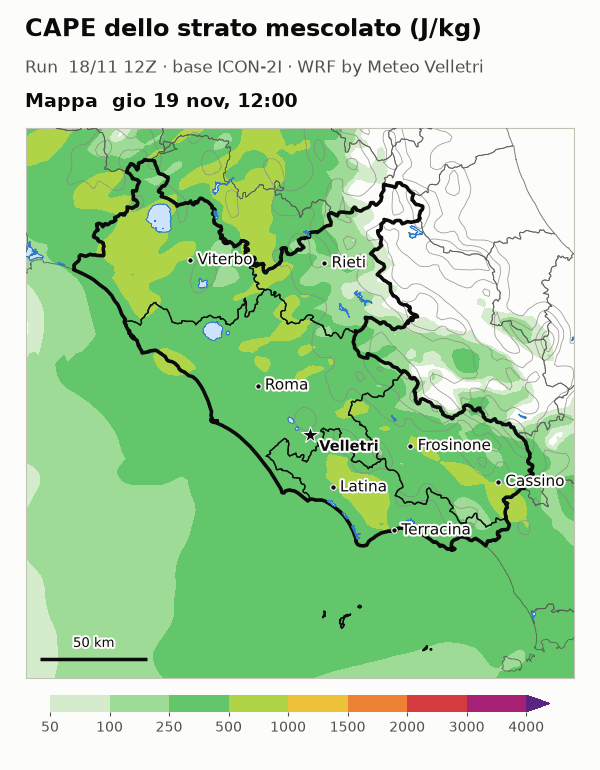 CAPE dello strato mescolato (J/kg)
Run 18/11 12Z · base ICON-2I · WRF by Meteo Velletri
Mappa gio 19 nov, 12:00
Viterbo
Rieti
Roma
Velletri
Frosinone
Latina
Cassino
Terracina
50 km
50 100 250 500 1000 1500 2000 3000 4000